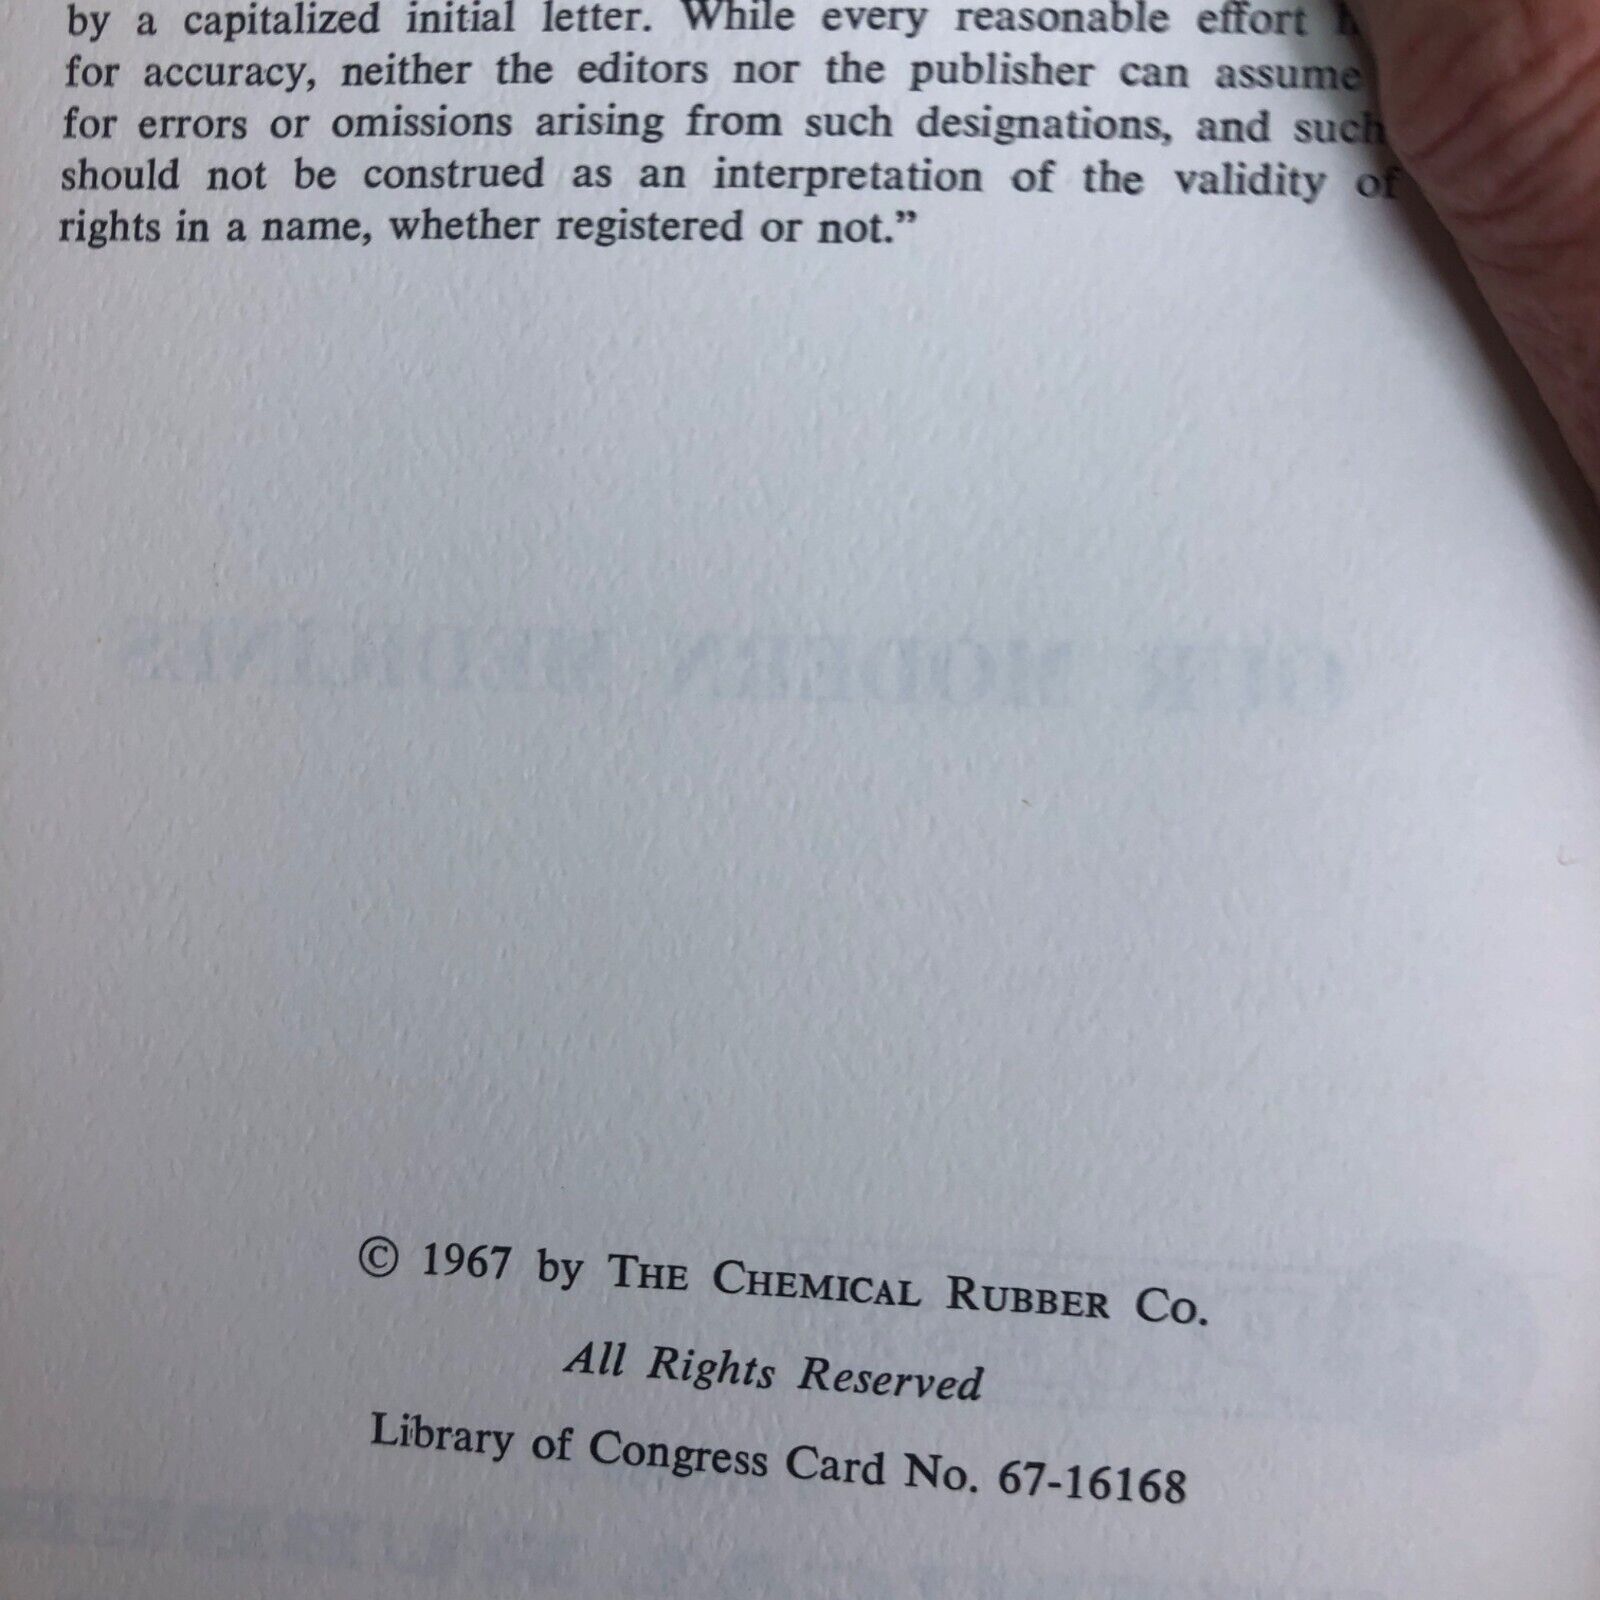 by a capitalized initial letter. While every reasonable effort
for accuracy, neither the editors nor the publisher can assume
for errors or omissions arising from such designations, and such
should not be construed as an interpretation of the validity of
rights in a name, whether registered or not.”
OUR MODERN MEDICINES
© 1967 by THE CHEMICAL RUBBER CO.
All Rights Reserved
Library of Congress Card No. 67-16168